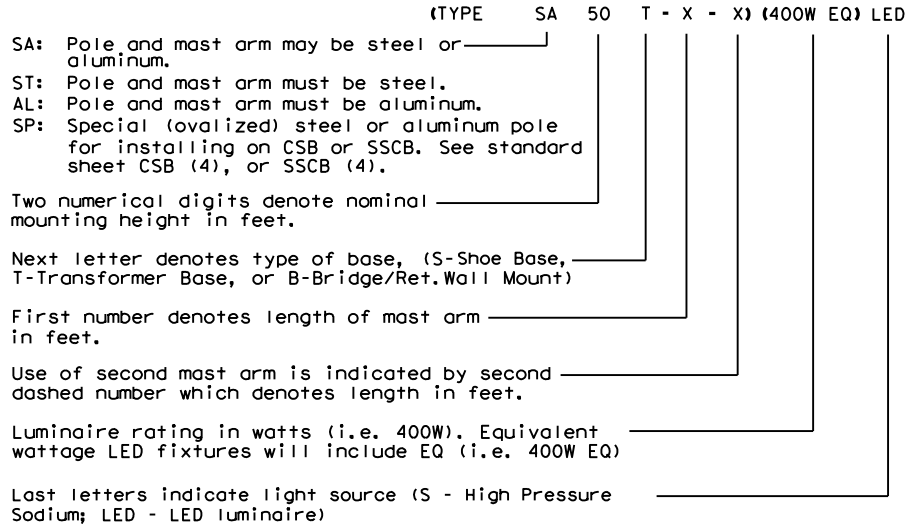 (TYPE SA 50 T - X - X) (400W EQ) LED
SA: Pole and mast arm may be steel or
aluminum.
ST: Pole and mast arm must be steel.
AL: Pole and mast arm must be aluminum.
SP: Special (ovalized) steel or aluminum pole
for installing on CSB or SSCB. See standard
sheet CSB (4), or SSCB (4).
Two numerical digits denote nominal
mounting height in feet.
Next letter denotes type of base, (S-Shoe Base,
T-Transformer Base, or B-Bridge/Ret.Wall Mount)
First number denotes length of mast arm
in feet.
Use of second mast arm is indicated by second
dashed number which denotes length in feet.
Luminaire rating in watts (i.e. 400W). Equivalent
wattage LED fixtures will include EQ (i.e. 400W EQ)
Last letters indicate light source (S - High Pressure
Sodium; LED - LED luminaire)